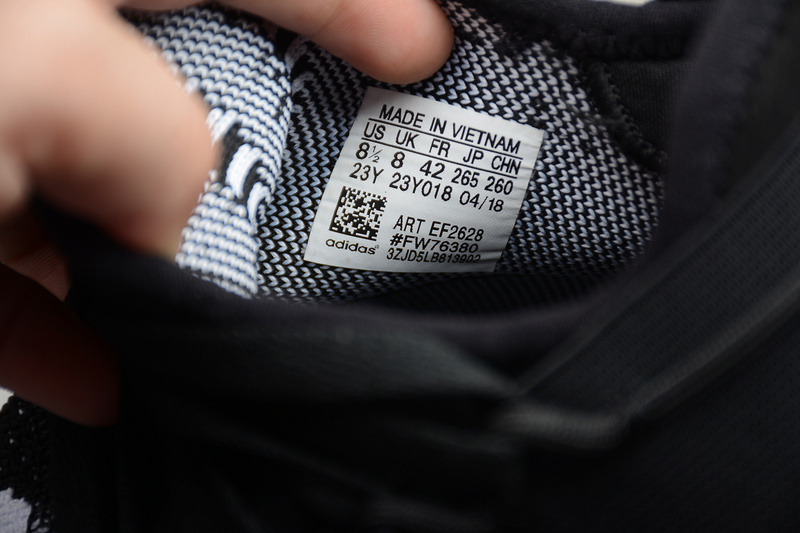 MADE IN VIETNAM
US UK FR JP CHN
8½ 8 42 265 260
23Y 23Y018 04/18
ART EF2628
#FW76380
3ZJD5LB813902
adidas